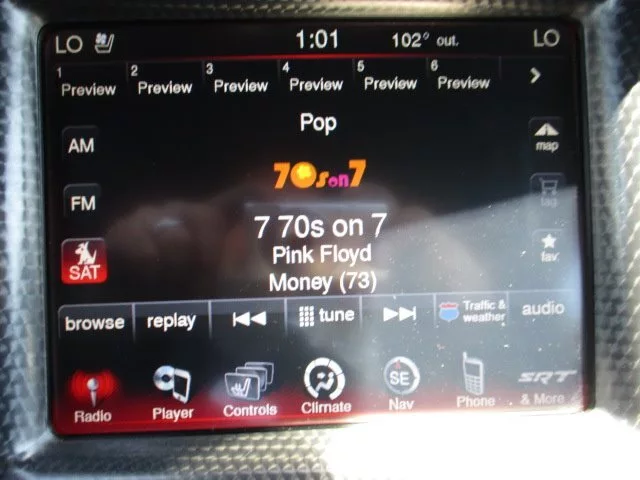 LO 1:01 102° out. LO
1 Preview 2 Preview 3 Preview 4 Preview 5 Preview 6 Preview
Pop
AM
map
70s on 7
FM
tag
7 70s on 7
Pink Floyd
SAT
fav
Money (73)
browse replay tune Traffic & weather audio
Radio Player Controls Climate SE Nav Phone SRT & More